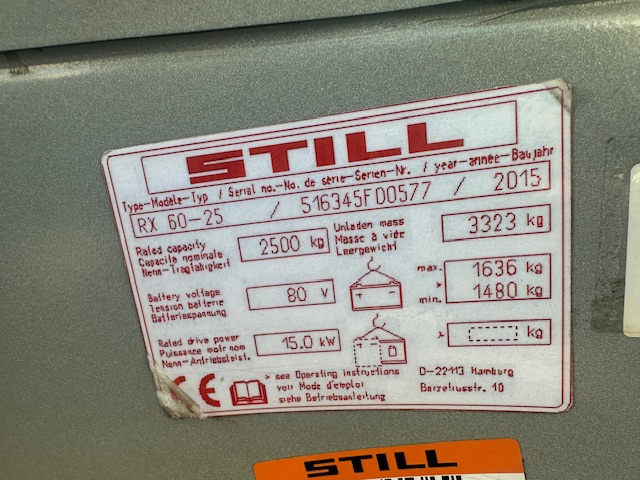 STILL
Type-Modèle-Typ / Serial no.-No. de série-Serien-Nr. / year-année-Baujahr
RX 60-25 / 516345F00577 / 2015
Rated capacity
Capacite nominale
Nenn-Tragfähigkeit
2500 kg
Unladen mass
Masse à vide
Leergewicht
3323 kg
Battery voltage
Tension batterie
Batteriespannung
80 V
max. 1636 kg
min. 1480 kg
Rated drive power
Puissance motr nom
Nenn-Antriebsleist.
15.0 kW
kg
CE
> see Operating instructions
voir Mode d'emploi
siehe Betriebsanleitung
D-22113 Hamburg
Berzeliusstr. 10
STILL